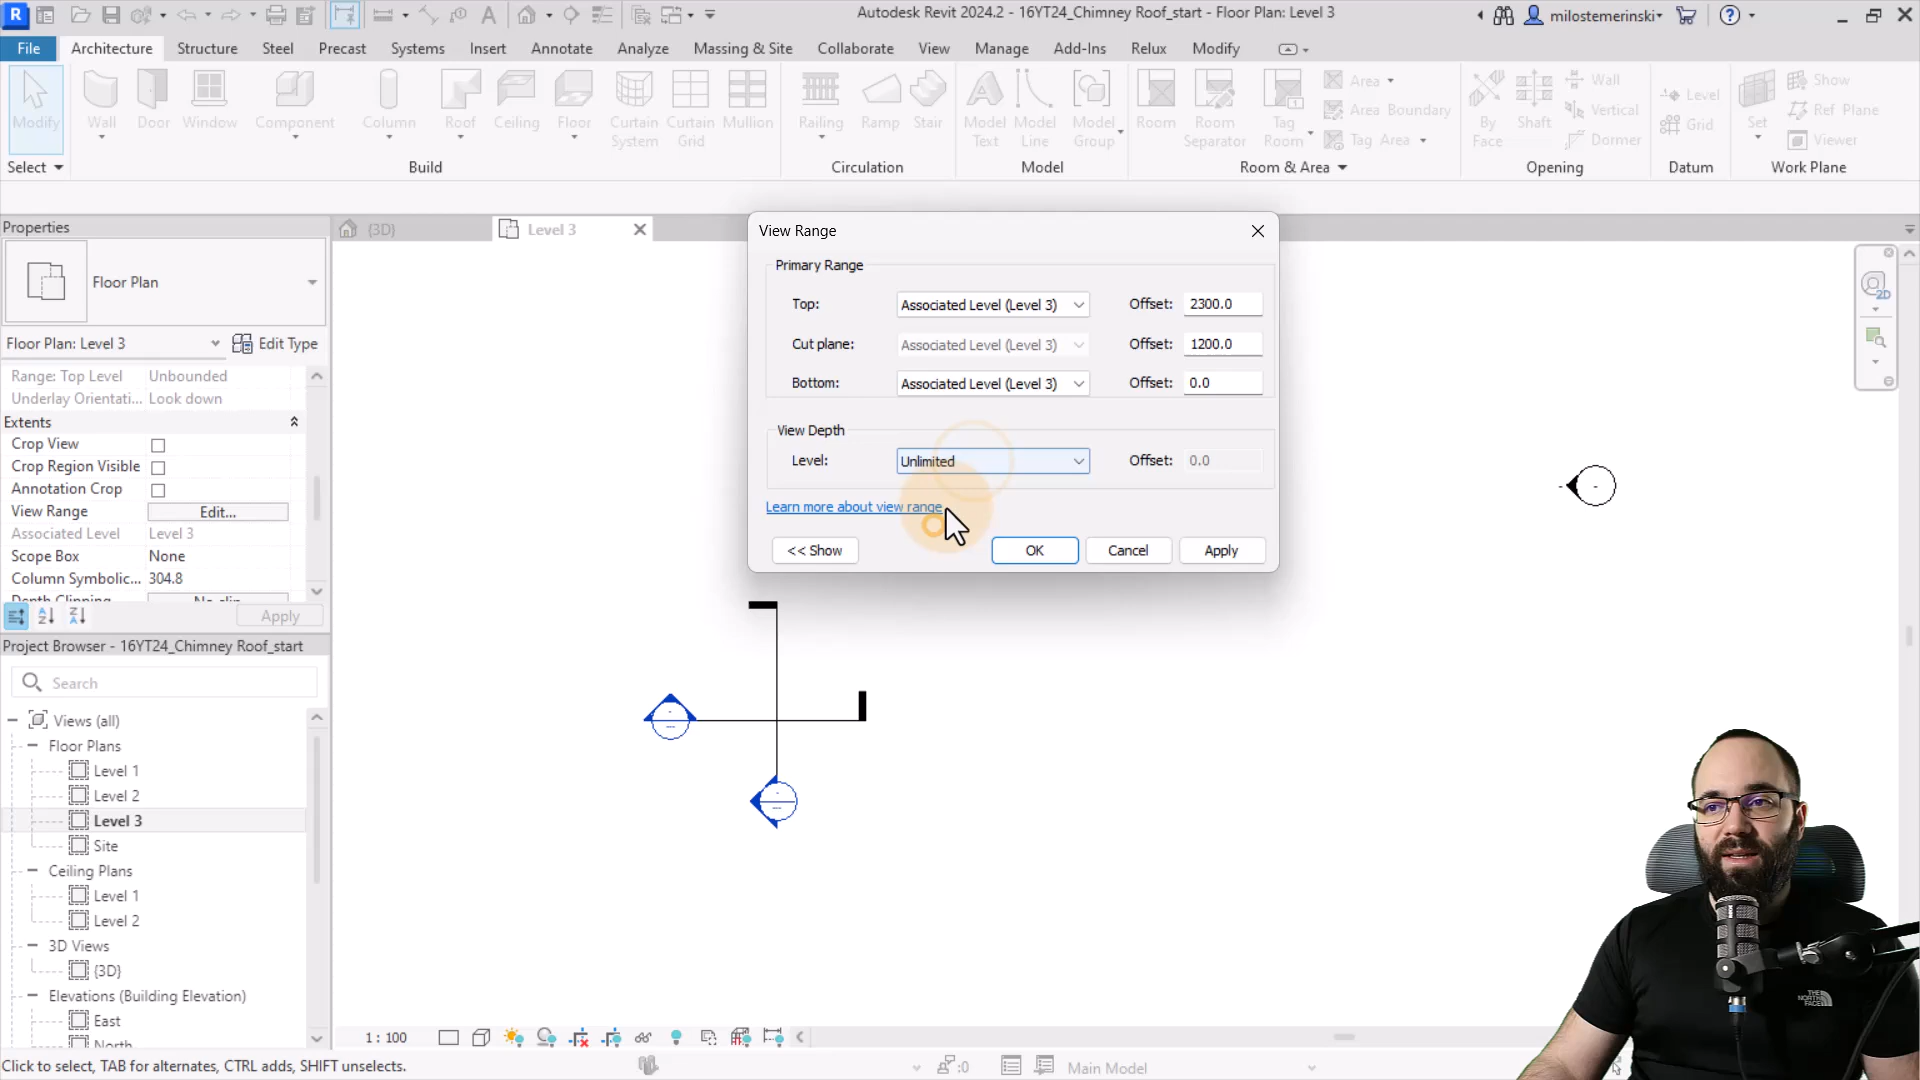 Autodesk Revit 2024.2 - 16YT24_Chimney Roof_start - Floor Plan: Level 3
milostemerinski
File Architecture Structure Steel Precast Systems Insert Annotate Analyze Massing & Site Collaborate View Manage Add-Ins Relux Modify
Modify Wall Door Window Component Column Roof Ceiling Floor Curtain System Curtain Grid Mullion Railing Ramp Stair Model Text Model Line Model Group Room Room Separator Tag Room
Area
Area Boundary
Tag Area
By Face Shaft
Wall
Vertical
Dormer
Level
Grid
Set
Show
Ref Plane
Viewer
Select Build Circulation Model Room & Area Opening Datum Work Plane
Properties
{3D}
Level 3
Floor Plan
Floor Plan: Level 3 Edit Type
Range: Top Level Unbounded
Underlay Orientati... Look down
Extents
Crop View
Crop Region Visible
Annotation Crop
View Range Edit...
Associated Level Level 3
Scope Box None
Column Symbolic... 304.8
Depth Clipping No clip
Apply
Project Browser - 16YT24_Chimney Roof_start
Search
Views (all)
Floor Plans
Level 1
Level 2
Level 3
Site
Ceiling Plans
Level 1
Level 2
3D Views
{3D}
Elevations (Building Elevation)
East
North
View Range
Primary Range
Top: Associated Level (Level 3) Offset: 2300.0
Cut plane: Associated Level (Level 3) Offset: 1200.0
Bottom: Associated Level (Level 3) Offset: 0.0
View Depth
Level: Unlimited Offset: 0.0
Learn more about view range
<< Show OK Cancel Apply
2D
THE NORTH FACE
1 : 100
Click to select, TAB for alternates, CTRL adds, SHIFT unselects.
:0
Main Model